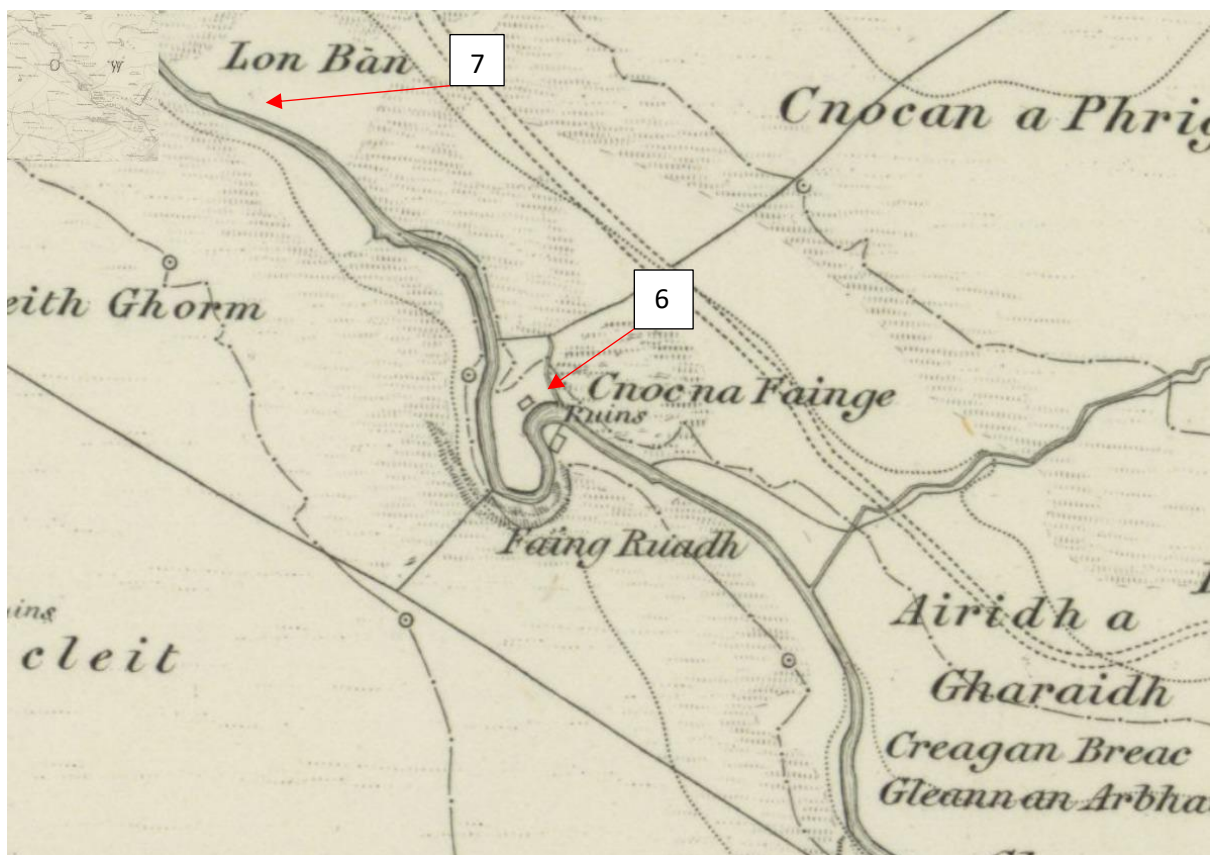 Lon Bàn
7
Cnocan a Phrig
6
eith Ghorm
Cnoc na Fainge
Ruins
Faing Ruadh
uins
cleit
Airidh a
Gharaidh
Creagan Breac
Gleann an Arbha